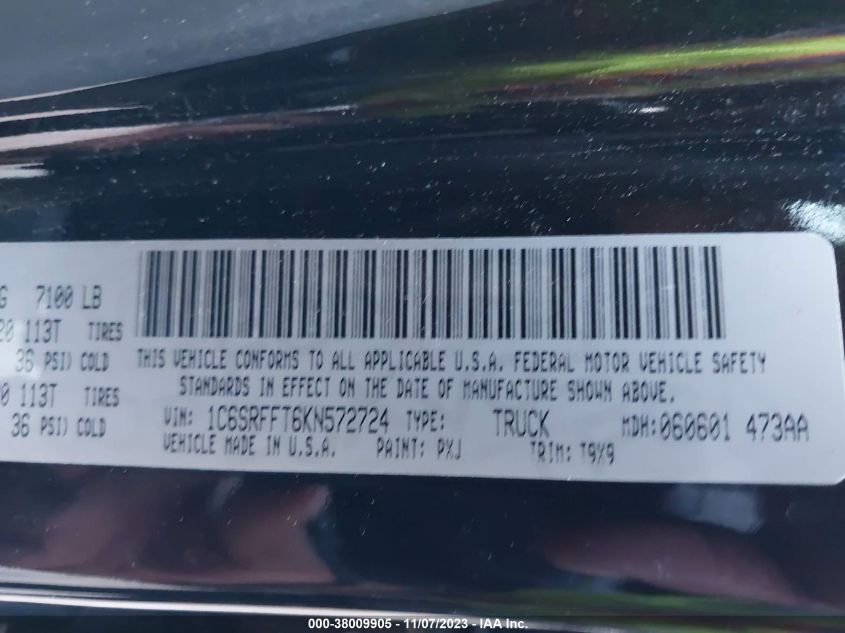 G 7100 LB
20 113T TIRES
36 PSI) COLD
0 113T TIRES
36 PSI) COLD
THIS VEHICLE CONFORMS TO ALL APPLICABLE U.S.A. FEDERAL MOTOR VEHICLE SAFETY
STANDARDS IN EFFECT ON THE DATE OF MANUFACTURE SHOWN ABOVE.
VIN: 1C6SRFFT6KN572724 TYPE: TRUCK MDH:060601 473AA
VEHICLE MADE IN U.S.A. PAINT: PXJ TRIM: T9X9
000-38009905 - 11/07/2023 - IAA Inc.